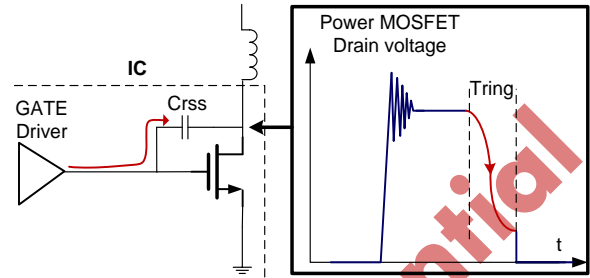 IC
GATE
Driver
Crss
Power MOSFET
Drain voltage
Tring
t
ntial